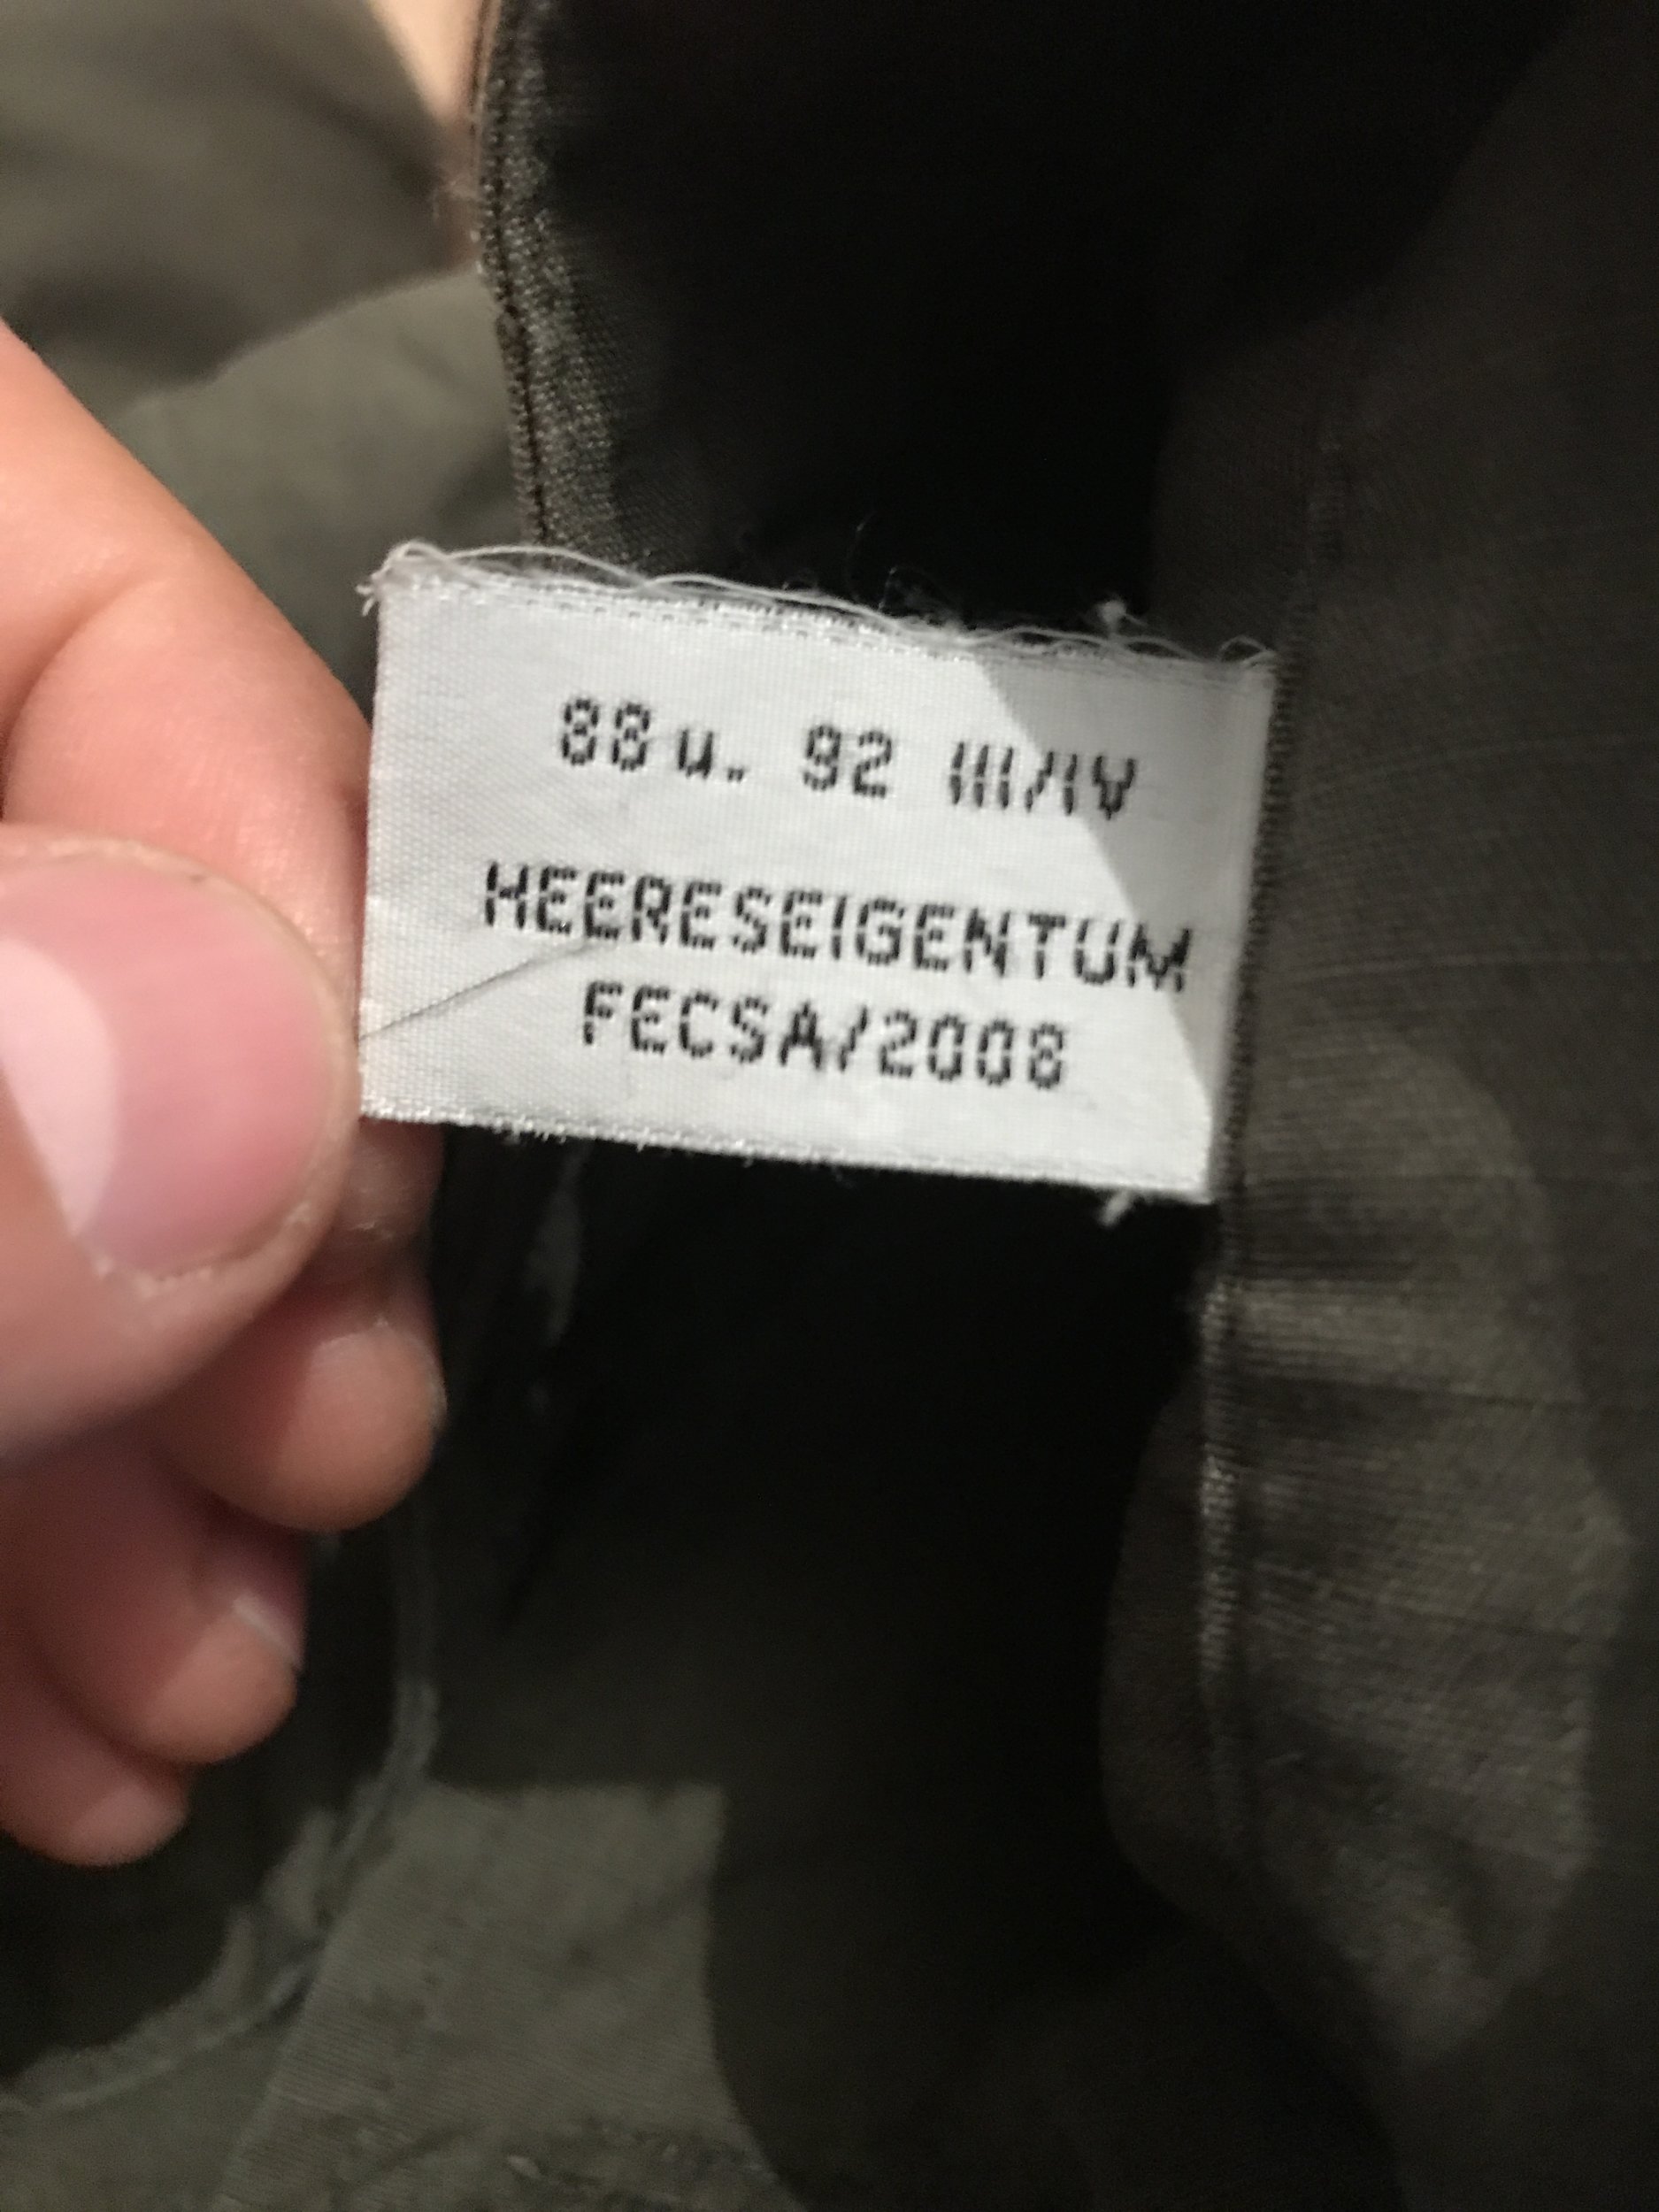 88 u. 92 III/IV
HEERESEIGENTUM
FECSA/2008